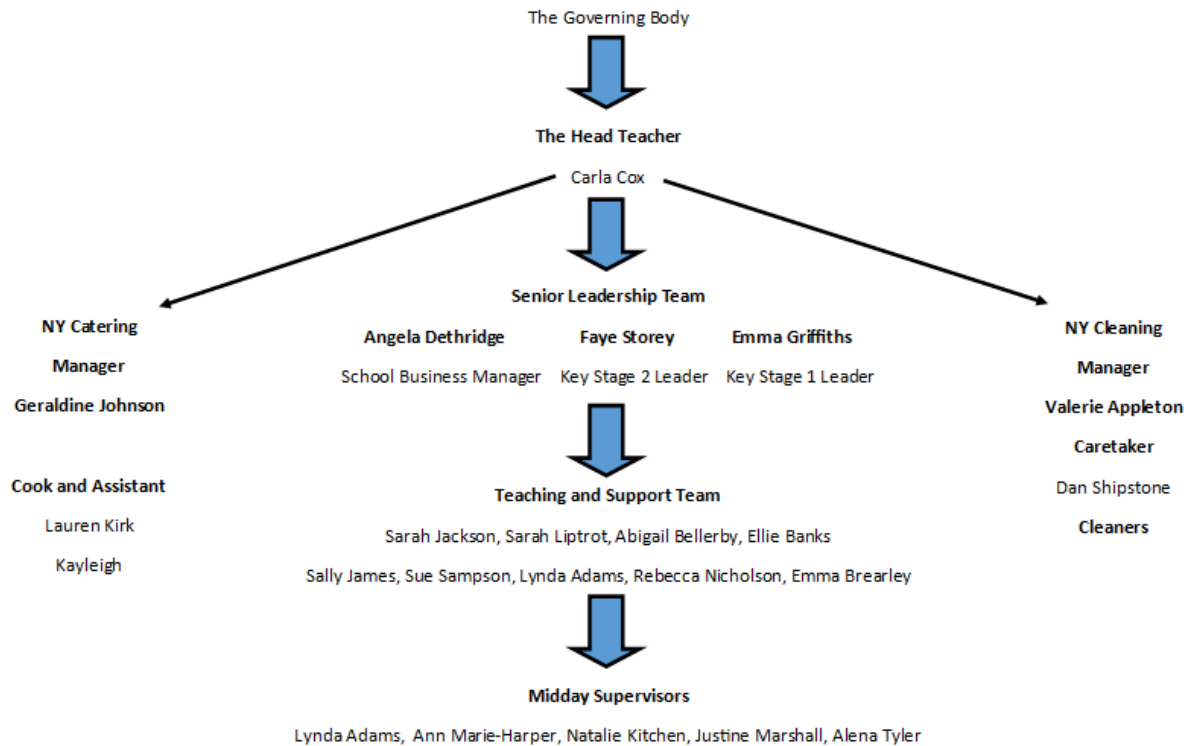 The Governing Body
The Head Teacher
Carla Cox
Senior Leadership Team
Angela Dethridge Faye Storey Emma Griffiths
School Business Manager Key Stage 2 Leader Key Stage 1 Leader
NY Catering
Manager
Geraldine Johnson
Cook and Assistant
Lauren Kirk
Kayleigh
NY Cleaning
Manager
Valerie Appleton
Caretaker
Dan Shipstone
Cleaners
Teaching and Support Team
Sarah Jackson, Sarah Liptrot, Abigail Bellerby, Ellie Banks
Sally James, Sue Sampson, Lynda Adams, Rebecca Nicholson, Emma Brearley
Midday Supervisors
Lynda Adams, Ann Marie-Harper, Natalie Kitchen, Justine Marshall, Alena Tyler